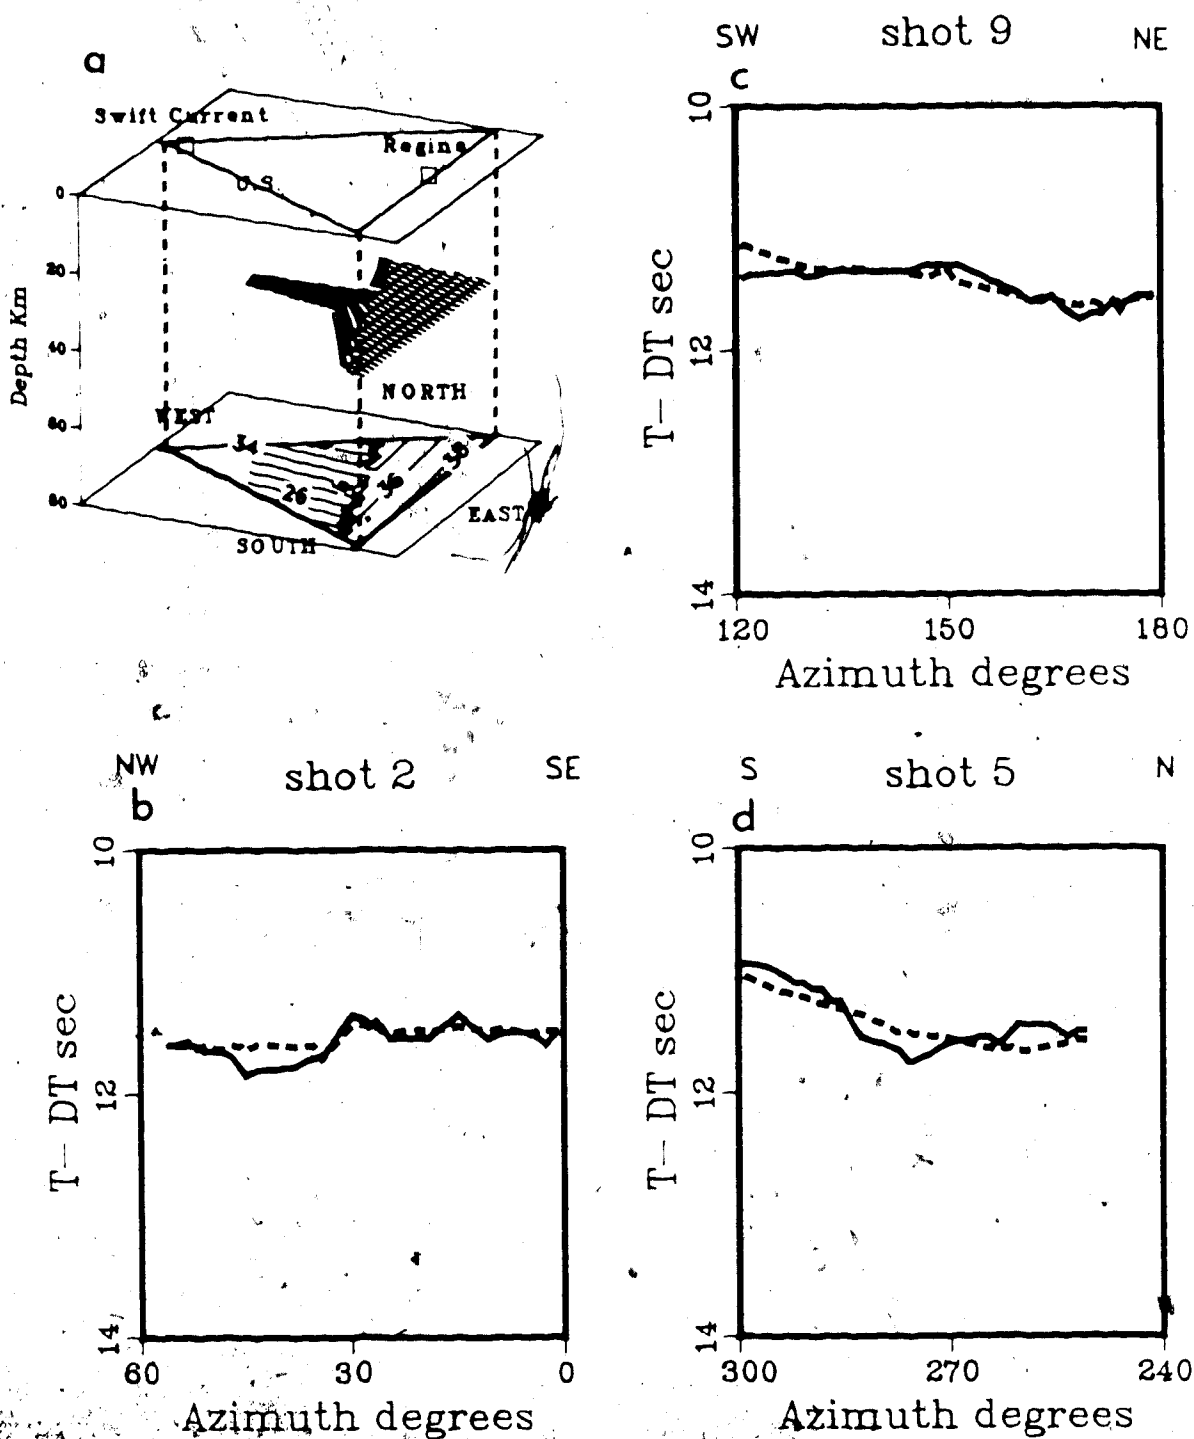 a
Swift Current
Regina
U.S.
0
20
40
60
80
Depth Km
NORTH
WEST
34
26
36
38
EAST
SOUTH
SW shot 9 NE
c
10
12
14
T— DT sec
120 150 180
Azimuth degrees
NW shot 2 SE
b
10
12
14
T— DT sec
60 30 0
Azimuth degrees
S shot 5 N
d
10
12
14
T— DT sec
300 270 240
Azimuth degrees